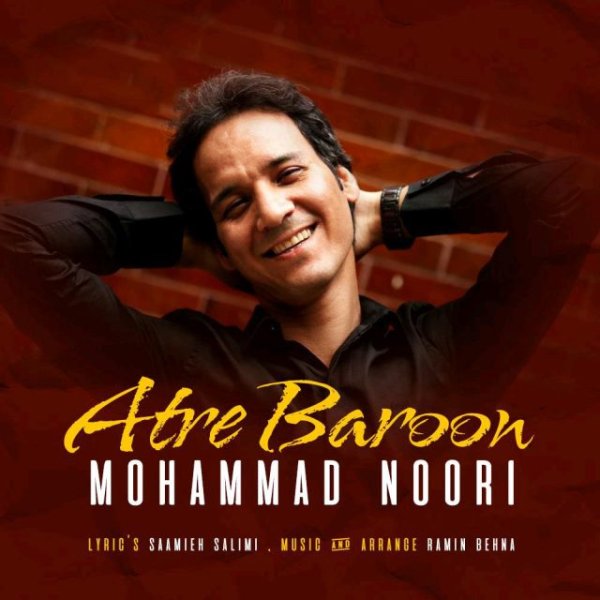 Atre Baroon
MOHAMMAD NOORI
LYRIC'S SAAMIEH SALIMI . MUSIC AND ARRANGE RAMIN BEHNA